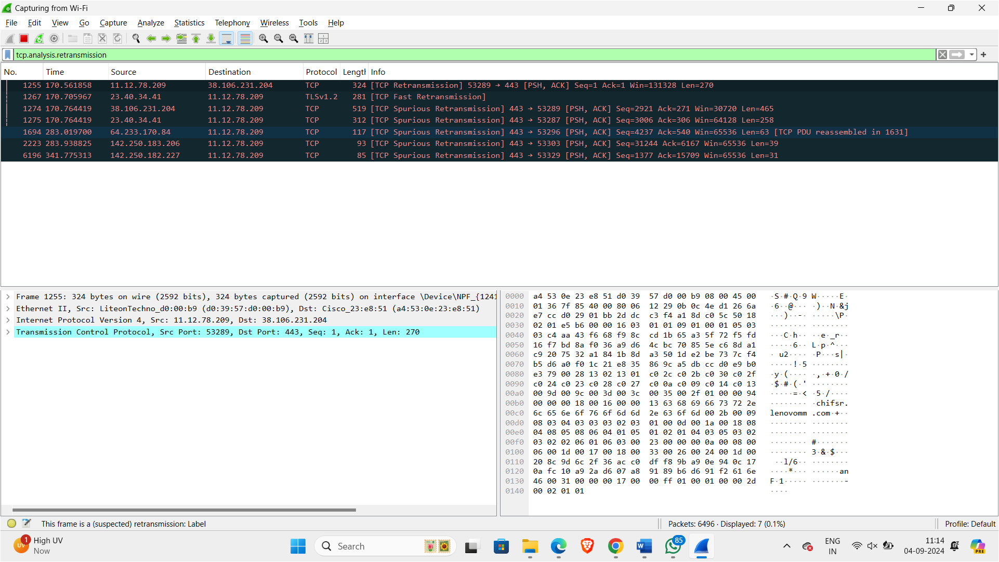 Capturing from Wi-Fi
File Edit View Go Capture Analyze Statistics Telephony Wireless Tools Help
tcp.analysis.retransmission
No. Time Source Destination Protocol Length Info
1255 170.561858 11.12.78.209 38.106.231.204 TCP 324 [TCP Retransmission] 53289 → 443 [PSH, ACK] Seq=1 Ack=1 Win=131328 Len=270
1267 170.705967 23.40.34.41 11.12.78.209 TLSv1.2 281 [TCP Fast Retransmission]
1274 170.764419 38.106.231.204 11.12.78.209 TCP 519 [TCP Spurious Retransmission] 443 → 53289 [PSH, ACK] Seq=2921 Ack=271 Win=30720 Len=465
1275 170.764419 23.40.34.41 11.12.78.209 TCP 312 [TCP Spurious Retransmission] 443 → 53287 [PSH, ACK] Seq=3006 Ack=306 Win=64128 Len=258
1694 283.019700 64.233.170.84 11.12.78.209 TCP 117 [TCP Spurious Retransmission] 443 → 53296 [PSH, ACK] Seq=4237 Ack=540 Win=65536 Len=63 [TCP PDU reassembled in 1631]
2223 283.938825 142.250.183.206 11.12.78.209 TCP 93 [TCP Spurious Retransmission] 443 → 53303 [PSH, ACK] Seq=31244 Ack=6167 Win=65536 Len=39
6196 341.775313 142.250.182.227 11.12.78.209 TCP 85 [TCP Spurious Retransmission] 443 → 53329 [PSH, ACK] Seq=1377 Ack=15709 Win=65536 Len=31
Frame 1255: 324 bytes on wire (2592 bits), 324 bytes captured (2592 bits) on interface \Device\NPF_{1241
Ethernet II, Src: LiteonTechno_d0:00:b9 (d0:39:57:d0:00:b9), Dst: Cisco_23:e8:51 (a4:53:0e:23:e8:51)
Internet Protocol Version 4, Src: 11.12.78.209, Dst: 38.106.231.204
Transmission Control Protocol, Src Port: 53289, Dst Port: 443, Seq: 1, Ack: 1, Len: 270
0000 a4 53 0e 23 e8 51 d0 39 57 d0 00 b9 08 00 45 00 ·S·#·Q·9 W·····E·
0010 01 36 7f 85 40 00 80 06 12 29 0b 0c 4e d1 26 6a ·6··@··· ·)··N·&j
0020 e7 cc d0 29 01 bb 2d dc c3 f4 a1 8d c0 5c 50 18 ···)··-· ·····\P·
0030 02 01 e5 b6 00 00 16 03 01 01 09 01 00 01 05 03 ········ ········
0040 03 c4 aa 43 f6 68 f9 8c cd 1b 65 a3 5f 72 f5 fd ···C·h·· ··e·_r··
0050 16 f7 bd 8a f0 36 a9 d6 4c bc 70 85 5e c6 8d a1 ·····6·· L·p·^···
0060 c9 20 75 32 a1 84 1b 8d a3 50 1d e2 be 73 7c f4 · u2···· ·P···s|·
0070 b5 d6 a0 f0 1c 21 e8 35 86 9c a5 db cc d0 e9 b0 ·····!·5 ········
0080 e3 79 00 28 13 02 13 01 c0 2c c0 2b c0 30 c0 2f ·y·(···· ·,·+·0·/
0090 c0 24 c0 23 c0 28 c0 27 c0 0a c0 09 c0 14 c0 13 ·$·#·(·' ········
00a0 00 9d 00 9c 00 3d 00 3c 00 35 00 2f 01 00 00 94 ·····=·< ·5·/····
00b0 00 00 00 18 00 16 00 00 13 63 68 69 66 73 72 2e ········ ·chifsr.
00c0 6c 65 6e 6f 76 6f 6d 6d 2e 63 6f 6d 00 2b 00 09 lenovomm .com·+··
00d0 08 03 04 03 03 03 02 03 01 00 0d 00 1a 00 18 08 ········ ········
00e0 04 08 05 08 06 04 01 05 01 02 01 04 03 05 03 02 ········ ········
00f0 03 02 02 06 01 06 03 00 23 00 00 00 0a 00 08 00 ········ #·······
0100 06 00 1d 00 17 00 18 00 33 00 26 00 24 00 1d 00 ········ 3·&·$···
0110 20 8c 9d 6c 2f 36 ac c0 df f8 9b a9 0e 94 0c 17 ··l/6·· ········
0120 0a fc 10 a9 2a d6 07 a8 91 89 b6 d6 91 f2 61 6e ····*··· ······an
0130 46 00 31 00 00 00 17 00 00 ff 01 00 01 00 00 2d F·1····· ·······-
0140 00 02 01 01 ····
This frame is a (suspected) retransmission: Label
Packets: 6496 · Displayed: 7 (0.1%)
Profile: Default
UV 1
High UV
Now
Search
85
ENG
IN
11:14
04-09-2024
PRE